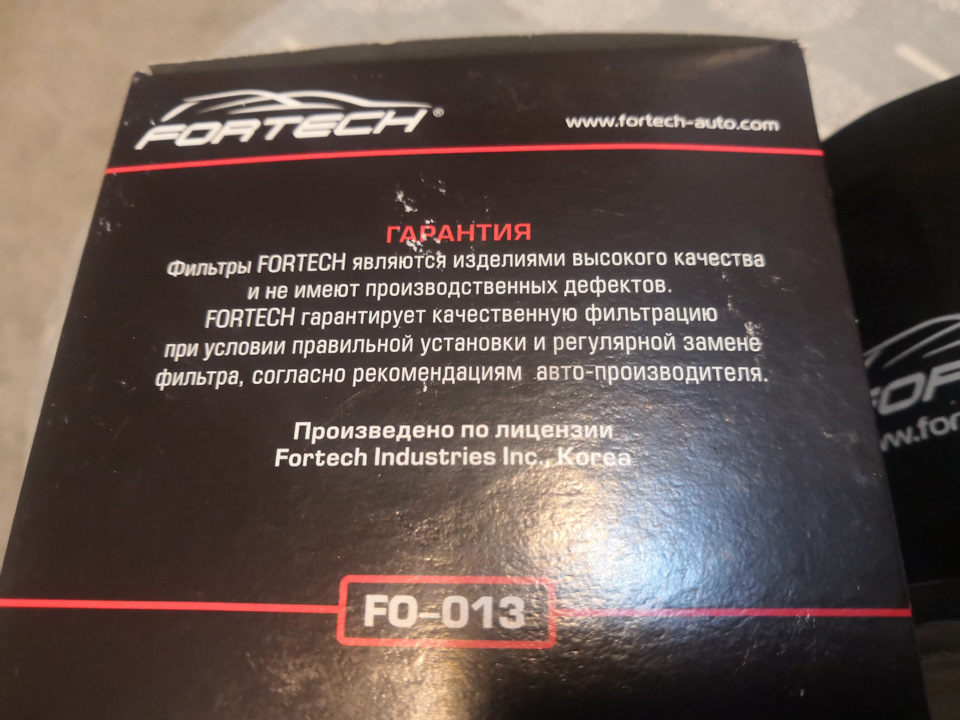 FORTECH®
www.fortech-auto.com
ГАРАНТИЯ
Фильтры FORTECH являются изделиями высокого качества
и не имеют производственных дефектов.
FORTECH гарантирует качественную фильтрацию
при условии правильной установки и регулярной замене
фильтра, согласно рекомендациям авто-производителя.
Произведено по лицензии
Fortech Industries Inc., Korea
FO-013